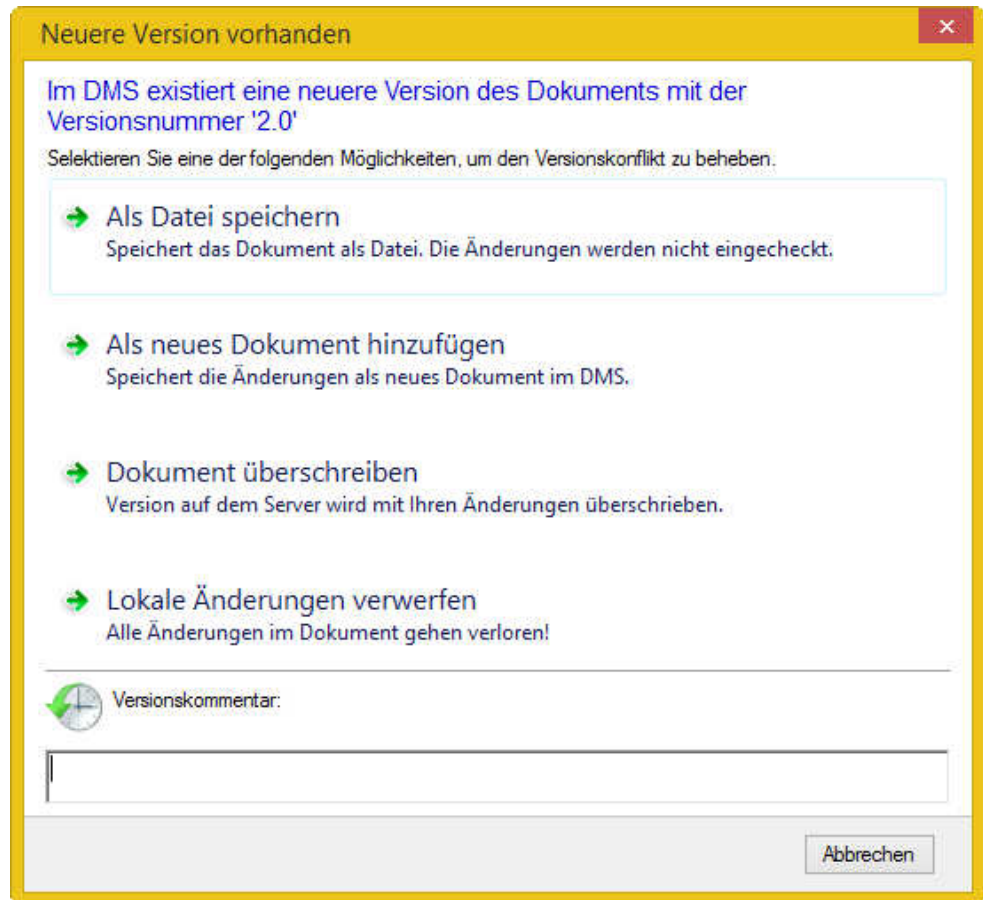 Neuere Version vorhanden
Im DMS existiert eine neuere Version des Dokuments mit der
Versionsnummer '2.0'
Selektieren Sie eine der folgenden Möglichkeiten, um den Versionskonflikt zu beheben.
Als Datei speichern
Speichert das Dokument als Datei. Die Änderungen werden nicht eingecheckt.
Als neues Dokument hinzufügen
Speichert die Änderungen als neues Dokument im DMS.
Dokument überschreiben
Version auf dem Server wird mit Ihren Änderungen überschrieben.
Lokale Änderungen verwerfen
Alle Änderungen im Dokument gehen verloren!
Versionskommentar:
Abbrechen